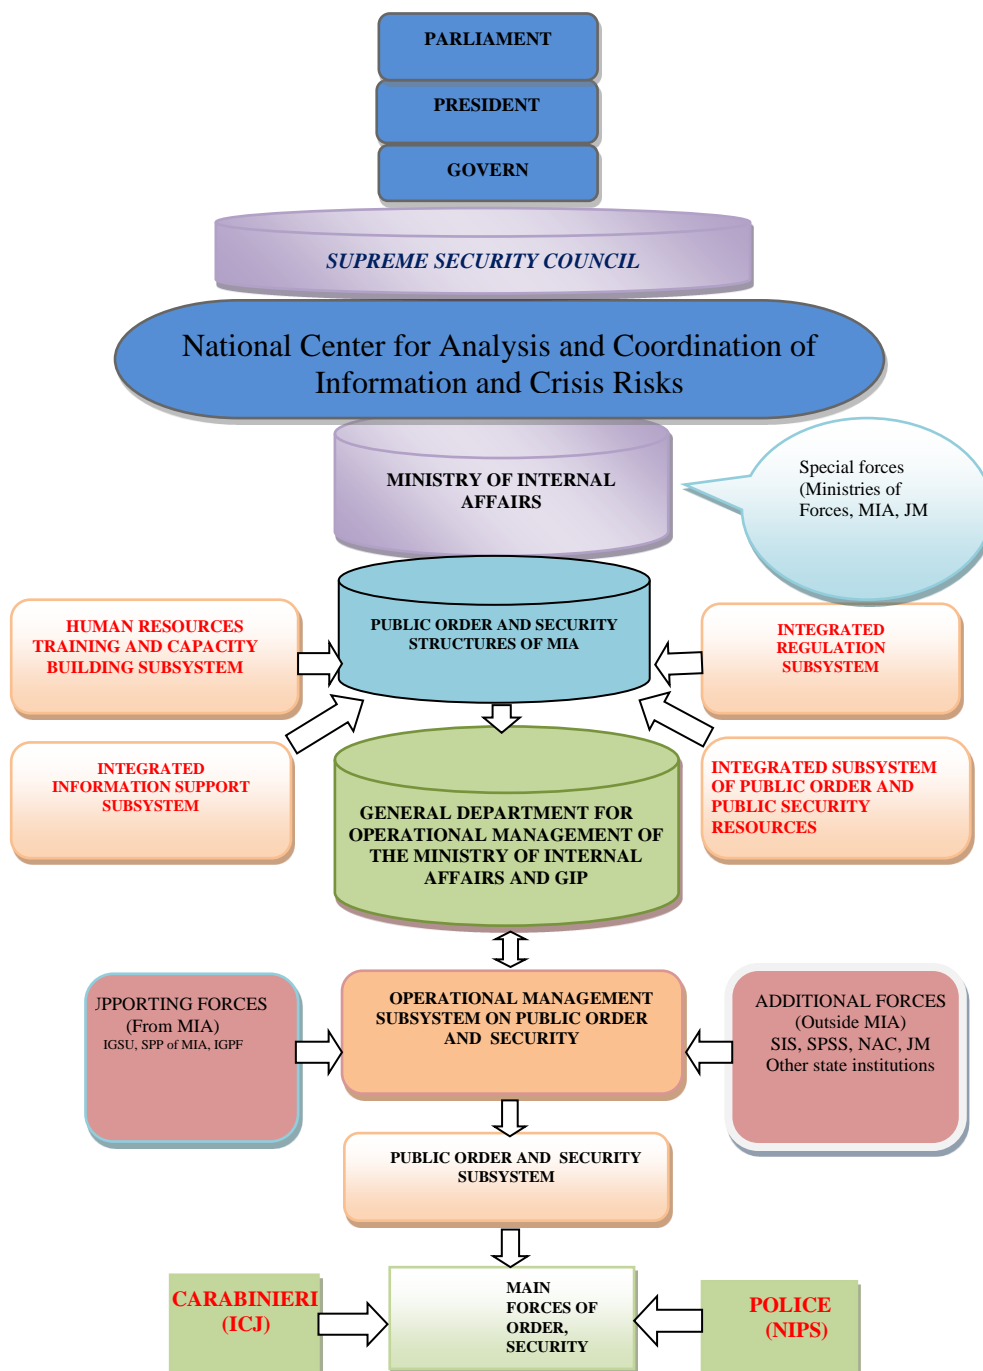 PARLIAMENT
PRESIDENT
GOVERN
SUPREME SECURITY COUNCIL
National Center for Analysis and Coordination of
Information and Crisis Risks
MINISTRY OF INTERNAL
AFFAIRS
Special forces
(Ministries of
Forces, MIA, JM
PUBLIC ORDER AND SECURITY
STRUCTURES OF MIA
HUMAN RESOURCES
TRAINING AND CAPACITY
BUILDING SUBSYSTEM
INTEGRATED
REGULATION
SUBSYSTEM
INTEGRATED
INFORMATION SUPPORT
SUBSYSTEM
INTEGRATED SUBSYSTEM
OF PUBLIC ORDER AND
PUBLIC SECURITY
RESOURCES
GENERAL DEPARTMENT FOR
OPERATIONAL MANAGEMENT OF
THE MINISTRY OF INTERNAL
AFFAIRS AND GIP
UPPORTING FORCES
(From MIA)
IGSU, SPP of MIA, IGPF
OPERATIONAL MANAGEMENT
SUBSYSTEM ON PUBLIC ORDER
AND SECURITY
ADDITIONAL FORCES
(Outside MIA)
SIS, SPSS, NAC, JM
Other state institutions
PUBLIC ORDER AND SECURITY
SUBSYSTEM
CARABINIERI
(ICJ)
MAIN
FORCES OF
ORDER,
SECURITY
POLICE
(NIPS)